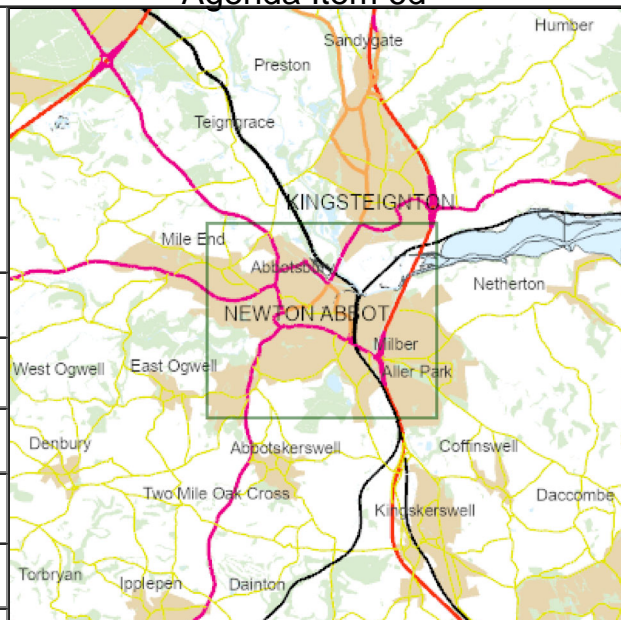 Humber
Sandygate
Preston
Teigngrace
KINGSTEIGNTON
Mile End
Abbotsbury
Netherton
NEWTON ABBOT
Milber
West Ogwell
East Ogwell
Aller Park
Denbury
Abbotskerswell
Coffinswell
Two Mile Oak Cross
Daccombe
Kingskerswell
Torbryan
Ipplepen
Dainton